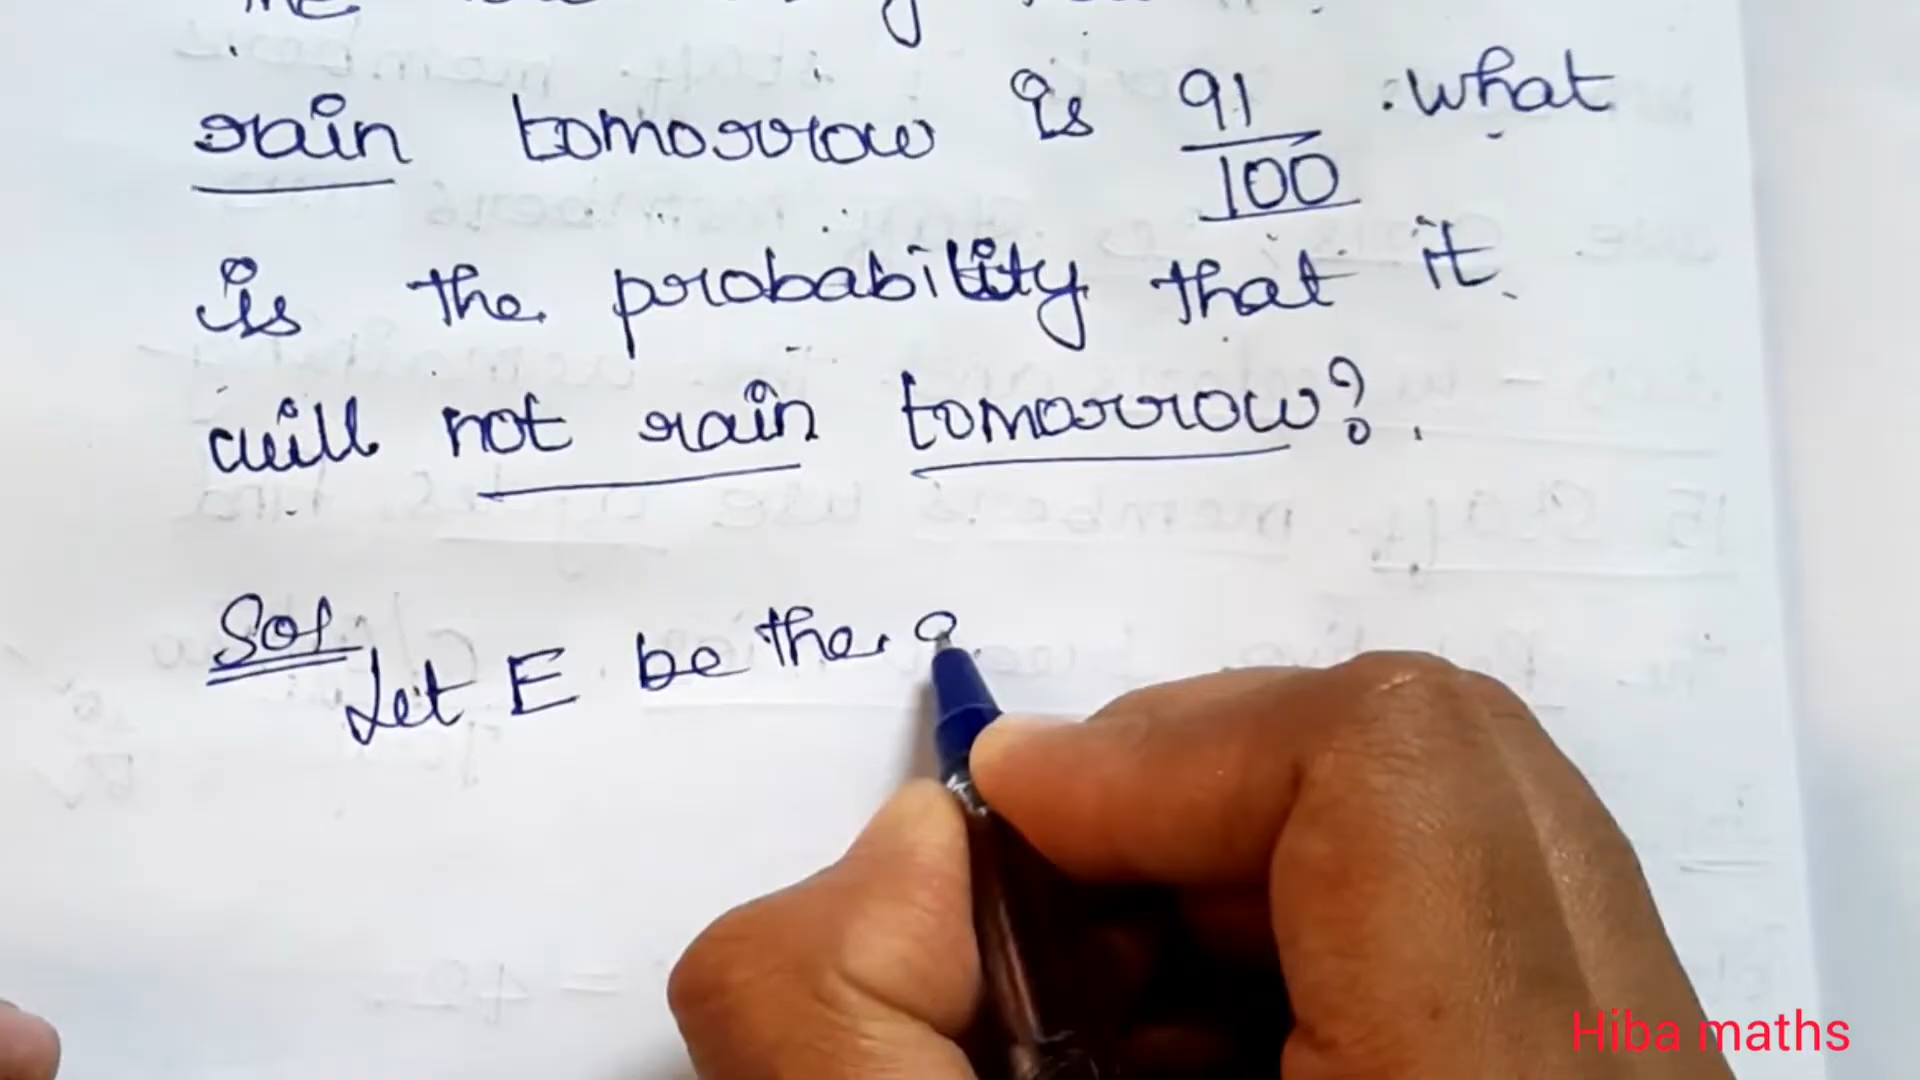 rain tomorrow is 91/100 . what
is the probability that it
will not rain tomorrow?
Sol
Let E be the
Hiba maths